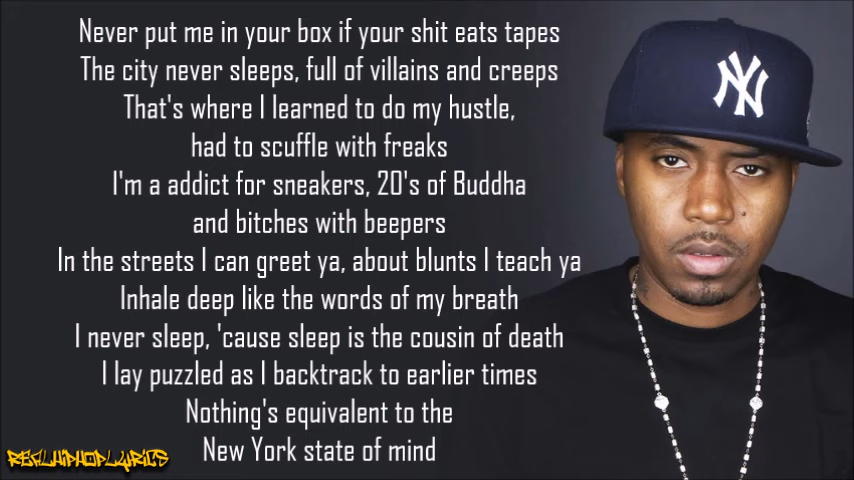 Never put me in your box if your shit eats tapes
The city never sleeps, full of villains and creeps
That's where I learned to do my hustle,
had to scuffle with freaks
I'm a addict for sneakers, 20's of Buddha
and bitches with beepers
In the streets I can greet ya, about blunts I teach ya
Inhale deep like the words of my breath
I never sleep, 'cause sleep is the cousin of death
I lay puzzled as I backtrack to earlier times
Nothing's equivalent to the
New York state of mind
REALHIPHOPLYRICS
NY